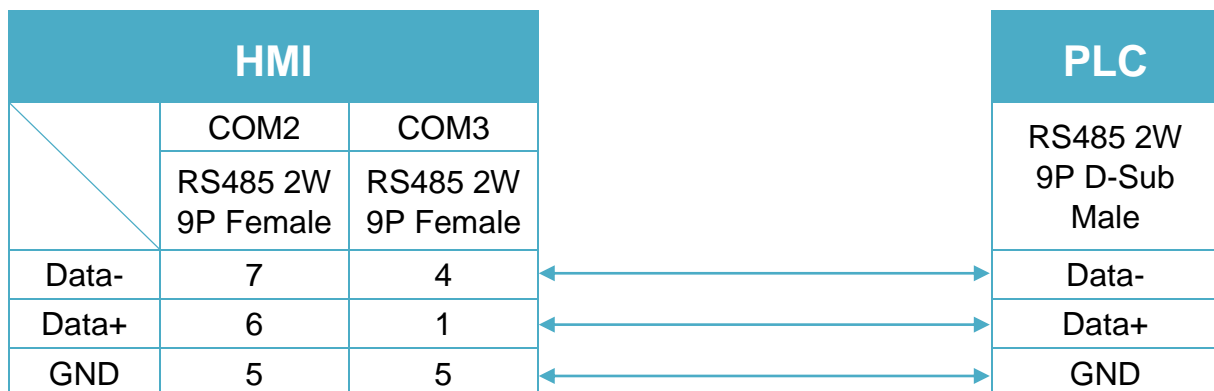 HMI
PLC
COM2 COM3
RS485 2W
9P D-Sub
Male
RS485 2W RS485 2W
9P Female 9P Female
Data- 7 4 Data-
Data+ 6 1 Data+
GND 5 5 GND